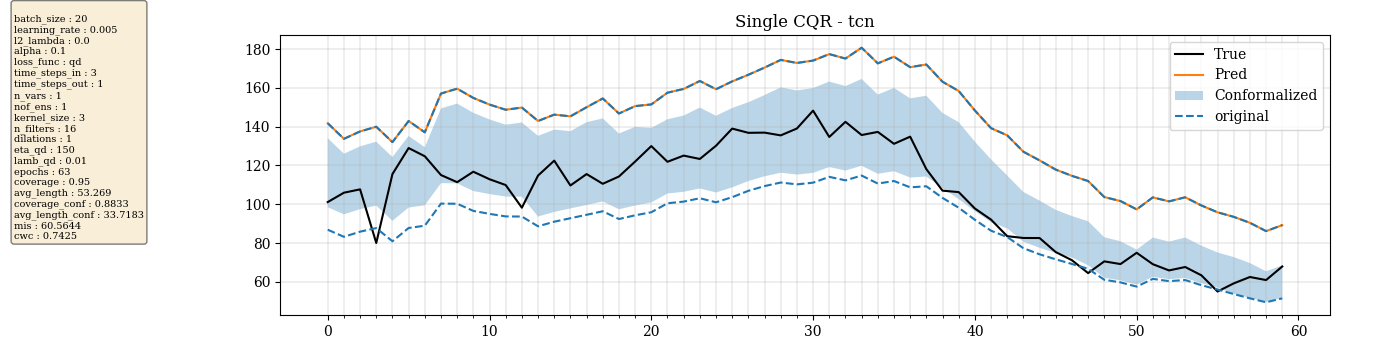 batch_size : 20
learning_rate : 0.005
l2_lambda : 0.0
alpha : 0.1
loss_func : qd
time_steps_in : 3
time_steps_out : 1
n_vars : 1
nof_ens : 1
kernel_size : 3
n_filters : 16
dilations : 1
eta_qd : 150
lamb_qd : 0.01
epochs : 63
coverage : 0.95
avg_length : 53.269
coverage_conf : 0.8833
avg_length_conf : 33.7183
mis : 60.5644
cwc : 0.7425
Single CQR - tcn
180
160
140
120
100
80
60
True
Pred
Conformalized
original
0 10 20 30 40 50 60